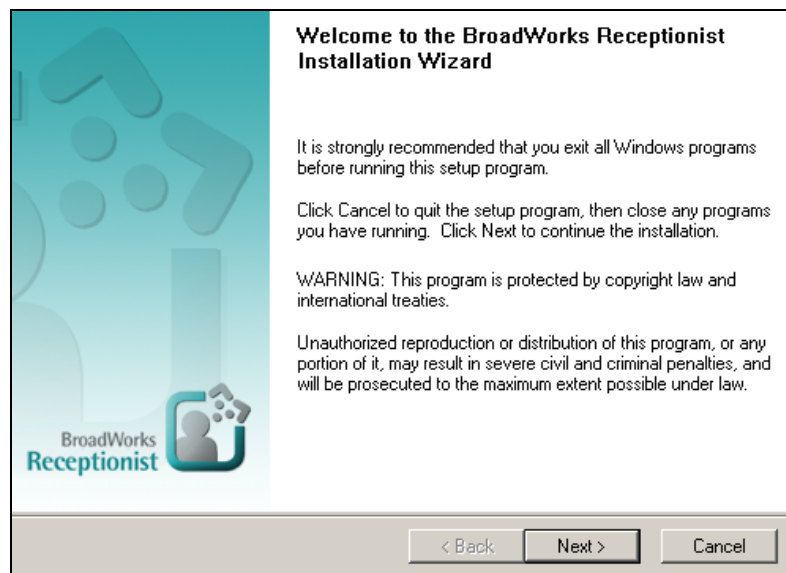 Welcome to the BroadWorks Receptionist
Installation Wizard
It is strongly recommended that you exit all Windows programs
before running this setup program.
Click Cancel to quit the setup program, then close any programs
you have running.  Click Next to continue the installation.
WARNING: This program is protected by copyright law and
international treaties.
Unauthorized reproduction or distribution of this program, or any
portion of it, may result in severe civil and criminal penalties, and
will be prosecuted to the maximum extent possible under law.
BroadWorks
Receptionist
< Back
Next >
Cancel